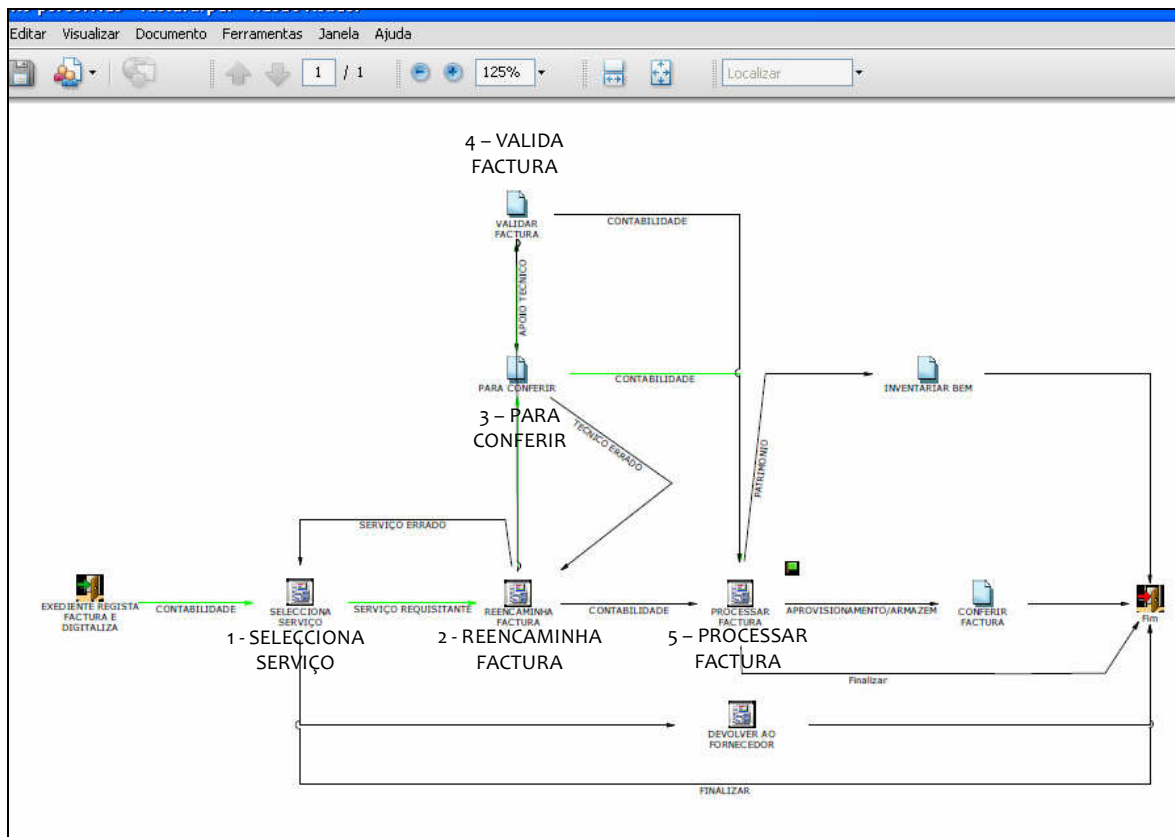 Editar Visualizar Documento Ferramentas Janela Ajuda
1 / 1 125% Localizar
4 – VALIDA
FACTURA
VALIDAR
FACTURA
CONTABILIDADE
APOIO TECNICO
PARA CONFERIR
CONTABILIDADE
INVENTARIAR BEM
3 – PARA
CONFERIR
TECNICO ERRADO
PATRIMONIO
SERVIÇO ERRADO
EXEDIENTE REGISTA
FACTURA E
DIGITALIZA
CONTABILIDADE
SELECCIONA
SERVIÇO
SERVIÇO REQUISITANTE
REENCAMINHA
FACTURA
CONTABILIDADE
PROCESSAR
FACTURA
APROVISIONAMENTO/ARMAZEM
CONFERIR
FACTURA
Fim
1 - SELECCIONA
SERVIÇO
2 - REENCAMINHA
FACTURA
5 – PROCESSAR
FACTURA
Finalizar
DEVOLVER AO
FORNECEDOR
FINALIZAR